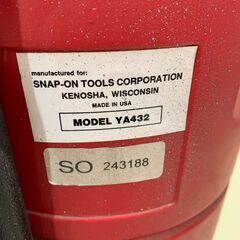 manufactured for:
SNAP-ON TOOLS CORPORATION
KENOSHA, WISCONSIN
MADE IN USA
MODEL YA432
SO 243188